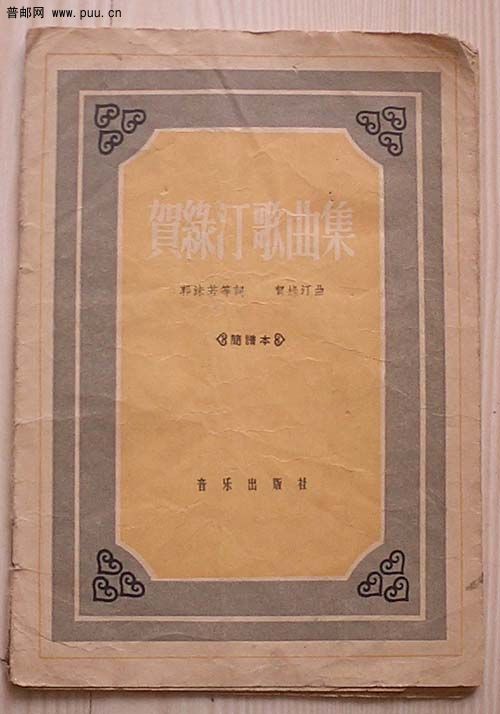 普邮网 www.puu.cn
賀綠汀歌曲集
郭沫若等詞 賀綠汀曲
簡譜本
音乐出版社